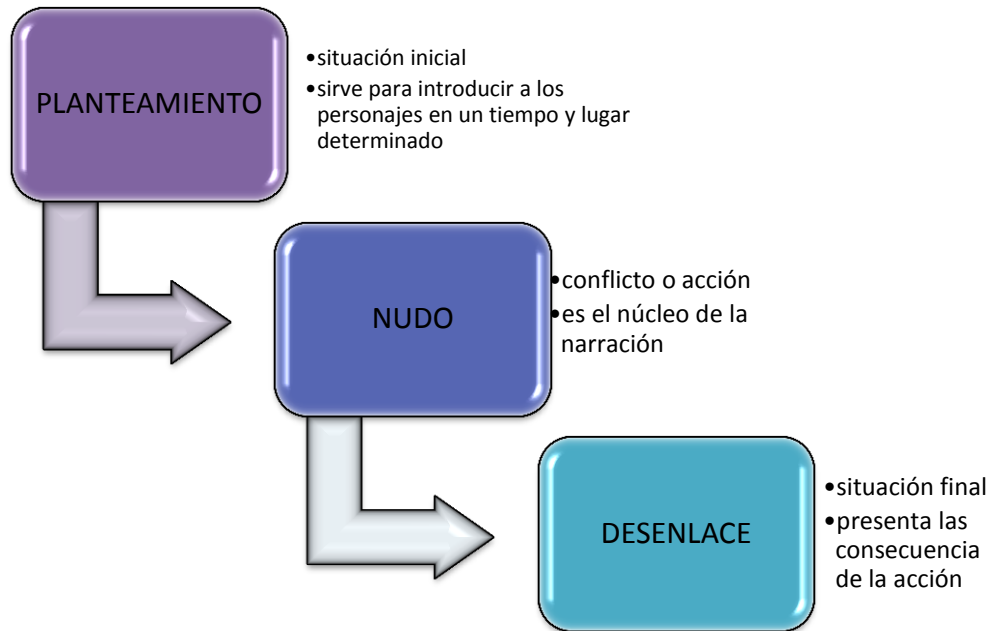 PLANTEAMIENTO
•situación inicial
•sirve para introducir a los
personajes en un tiempo y lugar
determinado
NUDO
•conflicto o acción
•es el núcleo de la
narración
DESENLACE
•situación final
•presenta las
consecuencia
de la acción